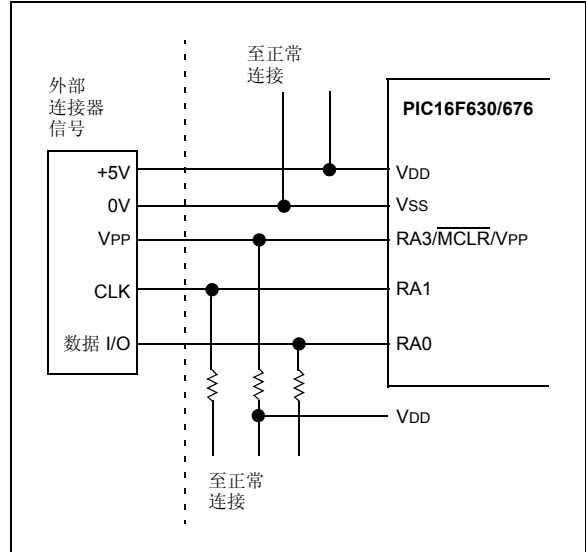 至正常
连接
外部
连接器
信号
PIC16F630/676
+5V
VDD
0V
VSS
VPP
RA3/MCLR/VPP
CLK
RA1
数据 I/O
RA0
VDD
至正常
连接